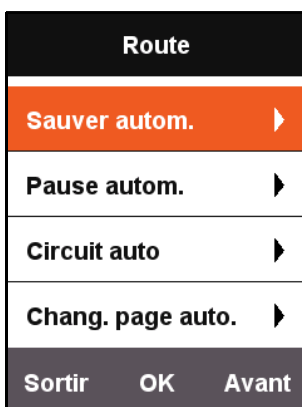 Route
Sauver autom.
Pause autom.
Circuit auto
Chang. page auto.
Sortir OK Avant